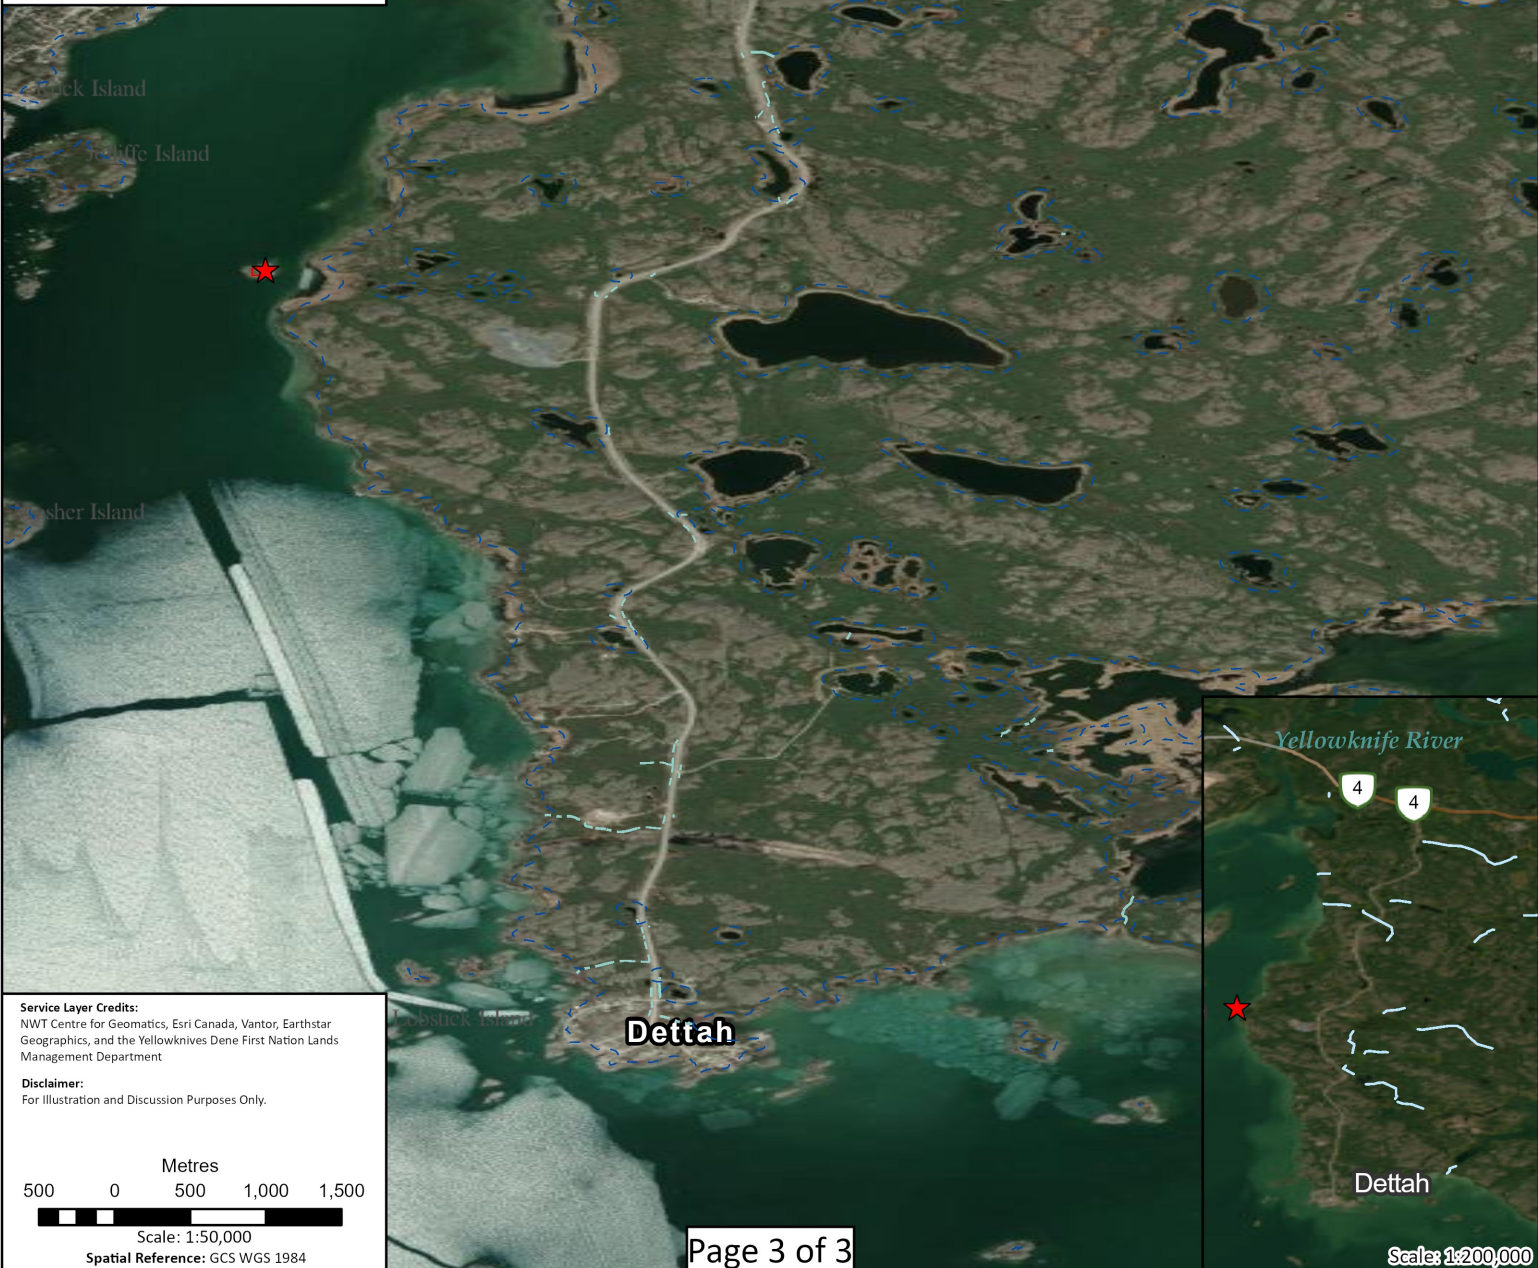 Island
Jolliffe Island
Island
Lobstick Island
Dettah
Service Layer Credits:
NWT Centre for Geomatics, Esri Canada, Vantor, Earthstar
Geographics, and the Yellowknives Dene First Nation Lands
Management Department
Disclaimer:
For Illustration and Discussion Purposes Only.
Metres
500 0 500 1,000 1,500
Scale: 1:50,000
Spatial Reference: GCS WGS 1984
Page 3 of 3
Yellowknife River
4
4
Dettah
Scale: 1:200,000